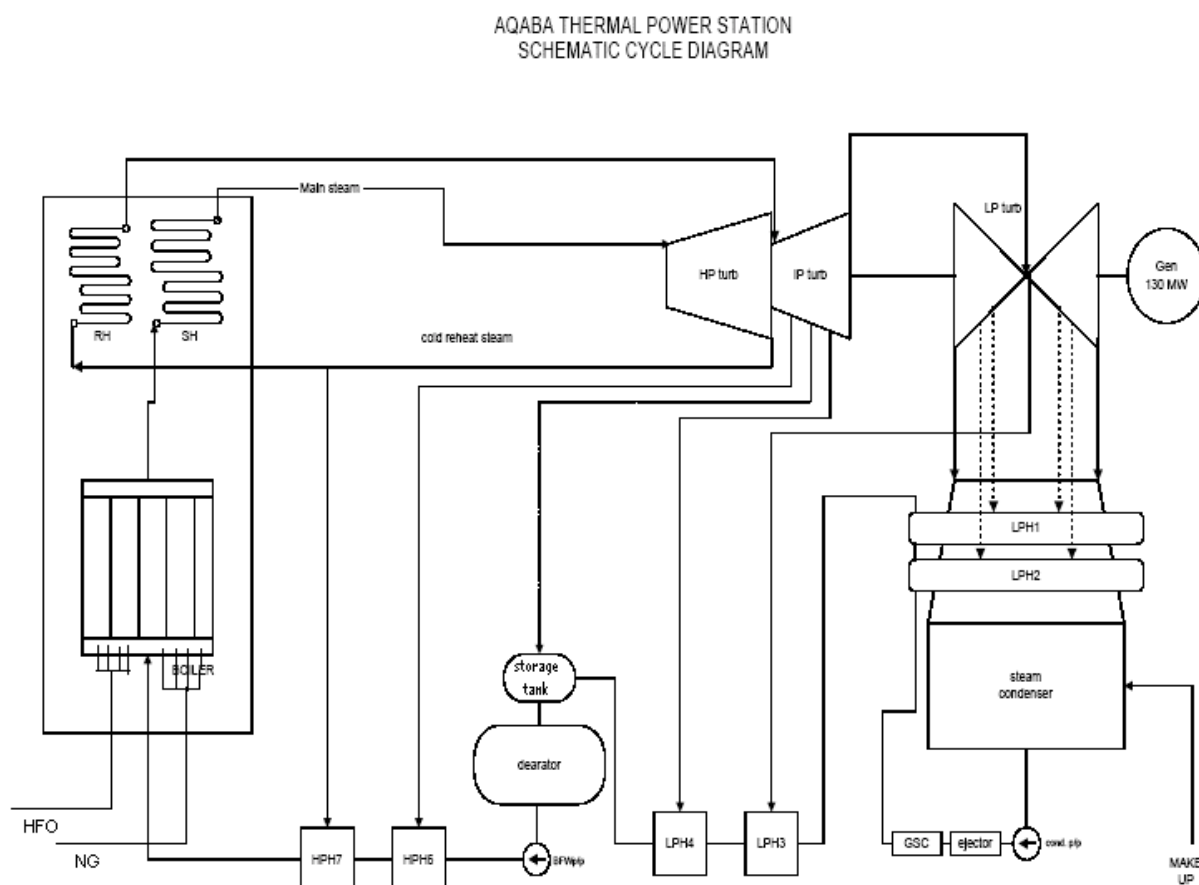 AQABA THERMAL POWER STATION
SCHEMATIC CYCLE DIAGRAM
Main steam
LP turb
HP turb
IP turb
Gen
130 MW
RH
SH
cold reheat steam
LPH1
LPH2
BOILER
storage
tank
steam
condenser
dearator
HFO
NG
HPH7
HPH6
BFWp/p
LPH4
LPH3
GSC
ejector
cond. p/p
MAKE
UP